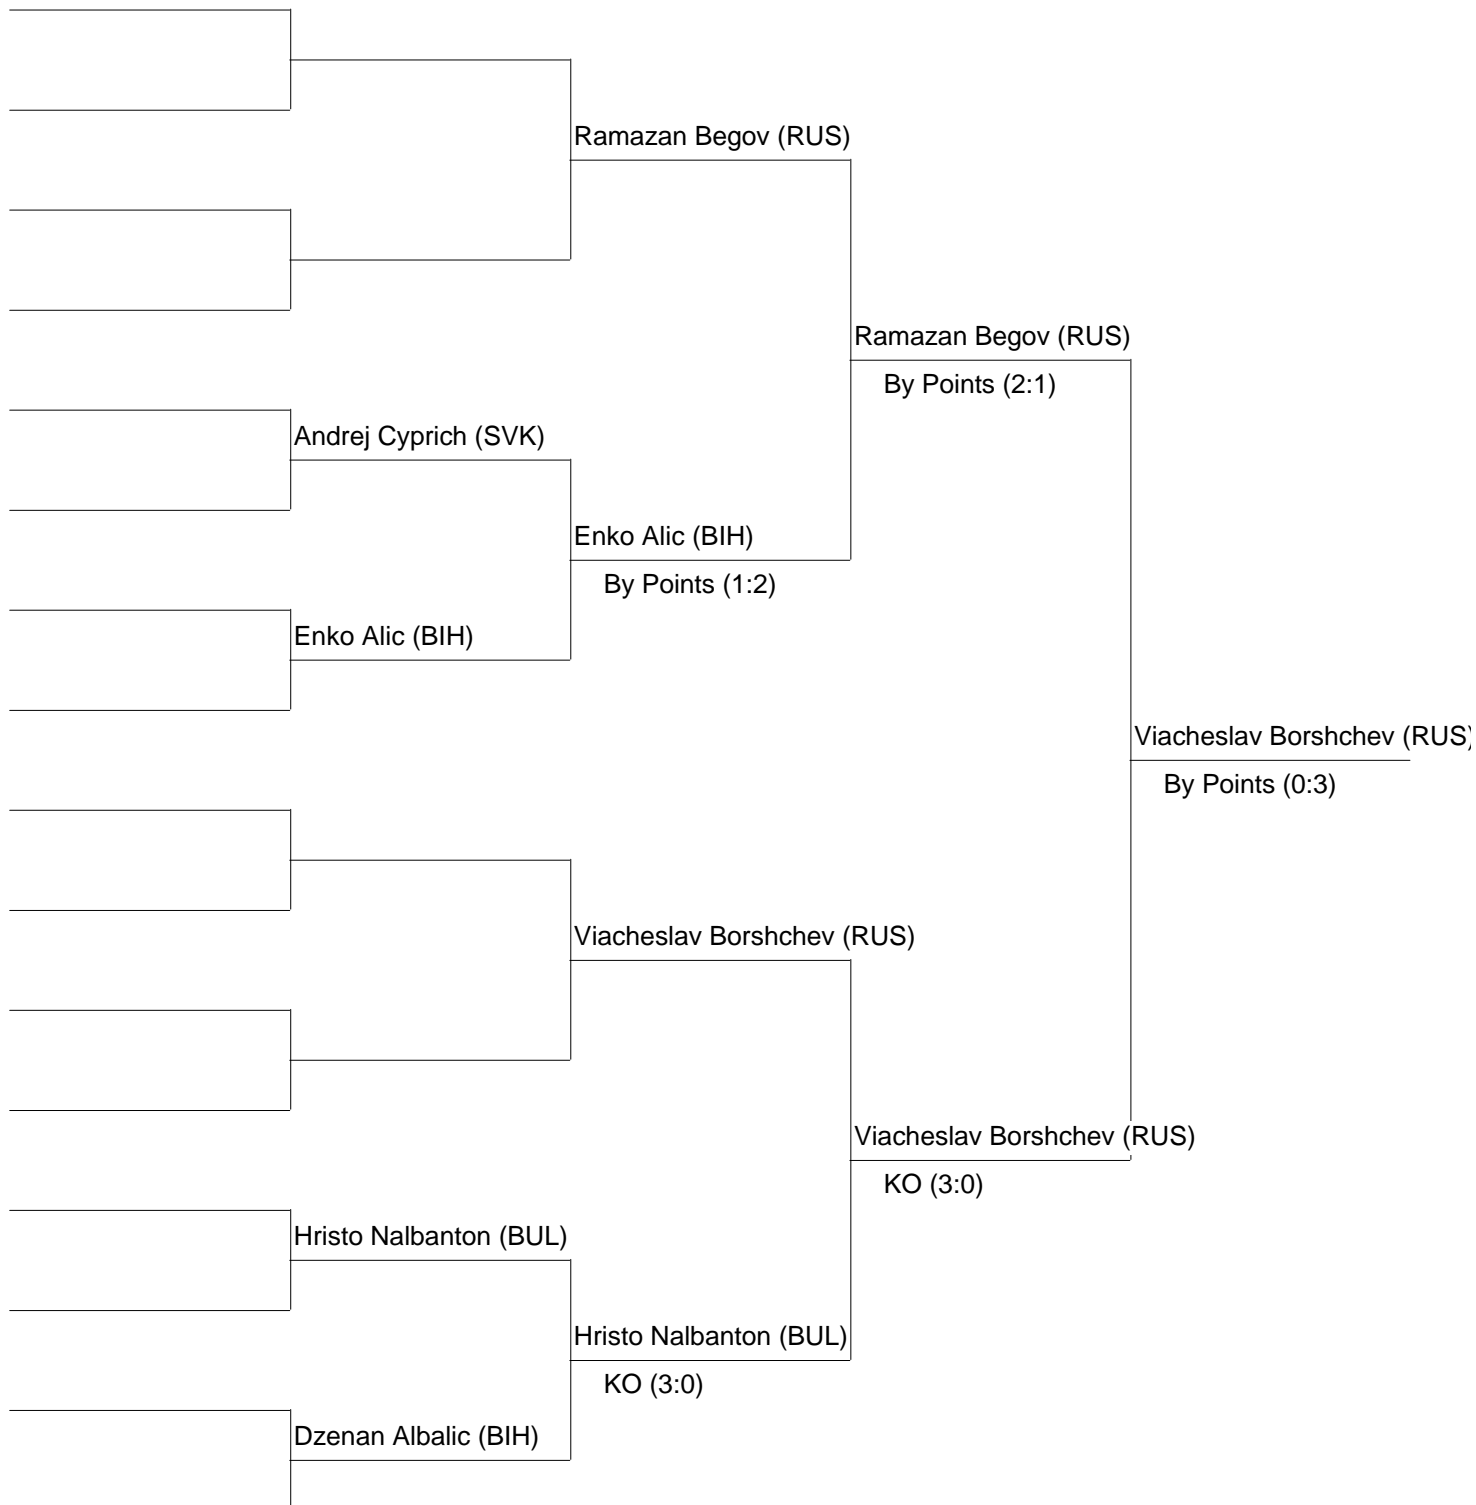 Ramazan Begov (RUS)
Ramazan Begov (RUS)
By Points (2:1)
Andrej Cyprich (SVK)
Enko Alic (BIH)
By Points (1:2)
Enko Alic (BIH)
Viacheslav Borshchev (RUS)
By Points (0:3)
Viacheslav Borshchev (RUS)
Viacheslav Borshchev (RUS)
KO (3:0)
Hristo Nalbanton (BUL)
Hristo Nalbanton (BUL)
KO (3:0)
Dzenan Albalic (BIH)